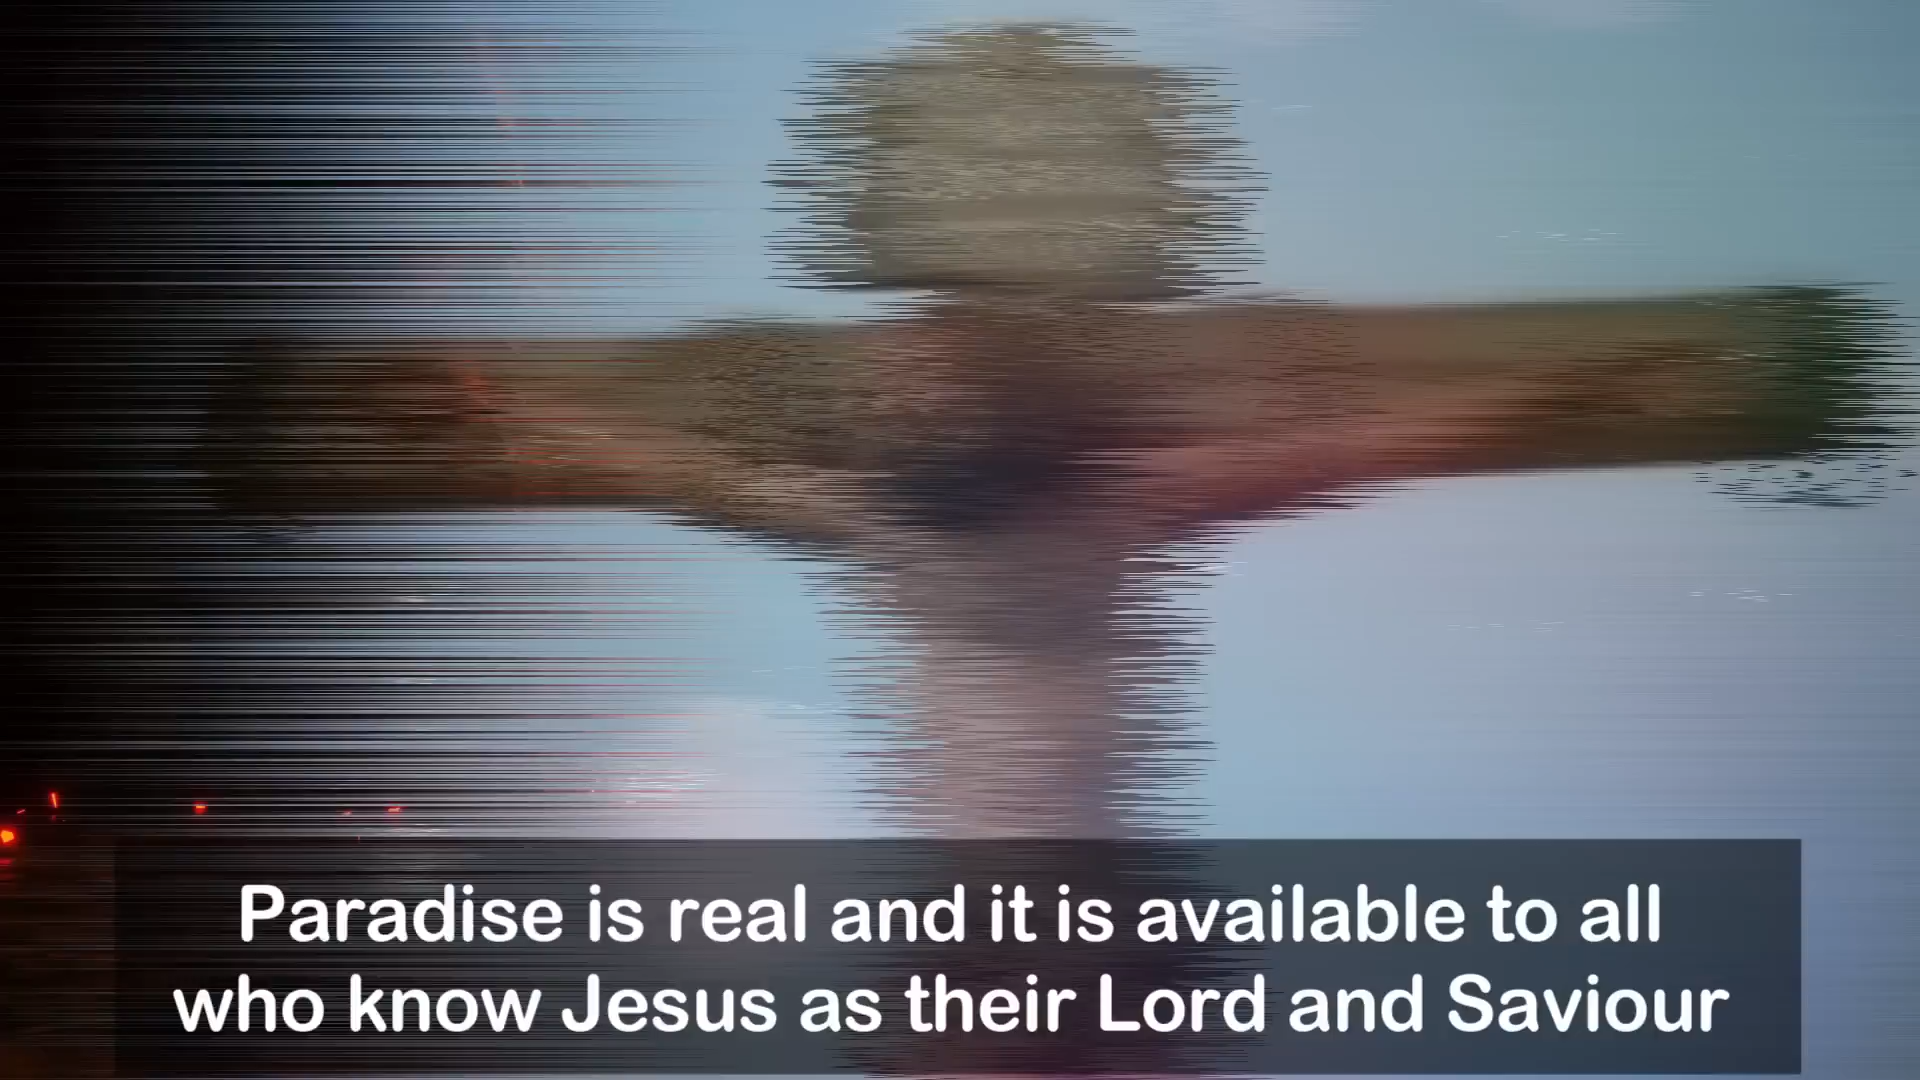 Paradise is real and it is available to all
who know Jesus as their Lord and Saviour